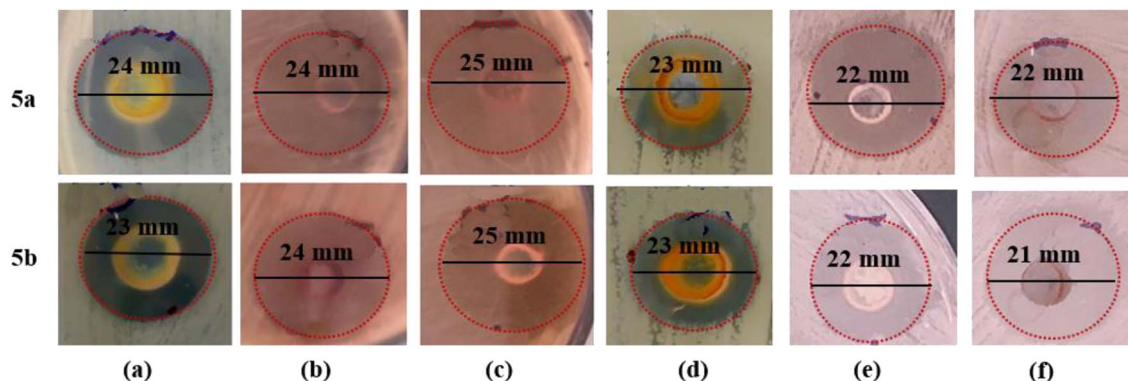 24 mm 24 mm 25 mm 23 mm 22 mm 22 mm
5a
23 mm 24 mm 25 mm 23 mm 22 mm 21 mm
5b
(a) (b) (c) (d) (e) (f)